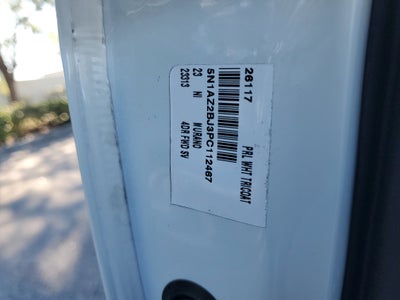 26117 PRL WHT TRICOAT
5N1AZ2BJ3PC112467
23 NI MURANO
23313 4DR FWD SV